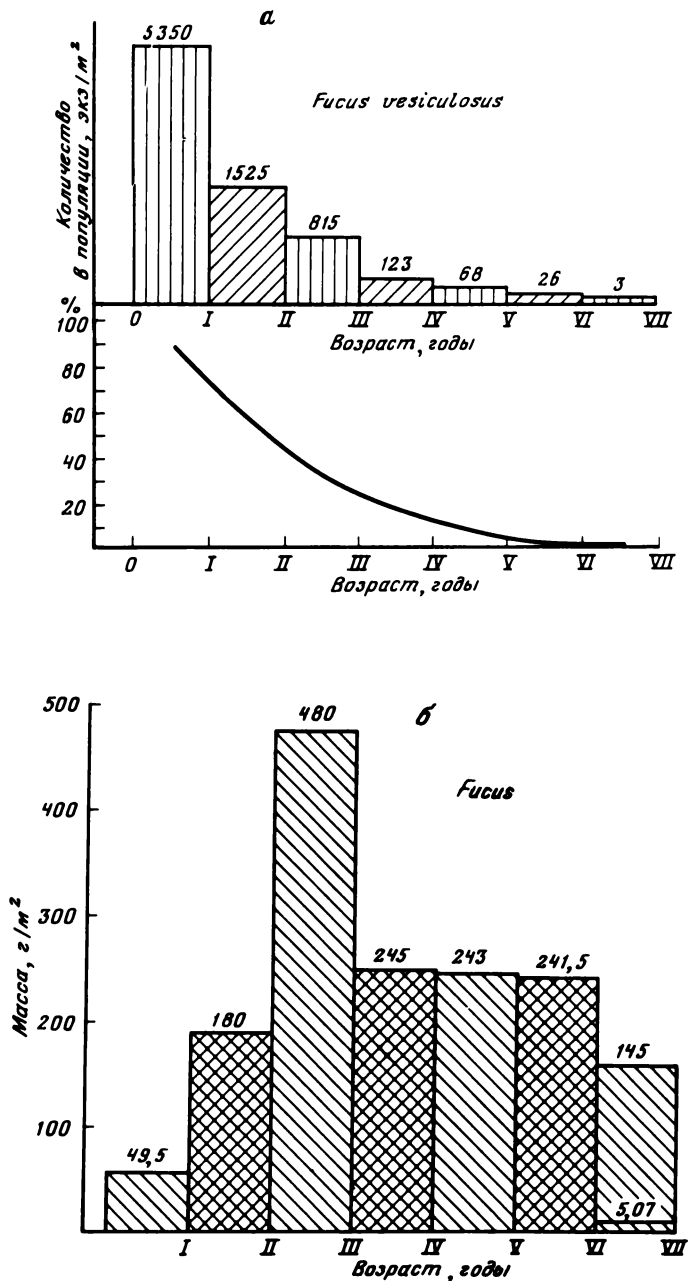 а
Количество
в популяции, экз/м²
5350
Fucus vesiculosus
1525
815
123
68
26
3
0 I II III IV V VI VII
Возраст, годы
%
100
80
60
40
20
0 I II III IV V VI VII
Возраст, годы
б
Fucus
Масса, г/м²
500
400
300
200
100
49,5
180
480
245
243
241,5
145
5,07
I II III IV V VI VII
Возраст, годы